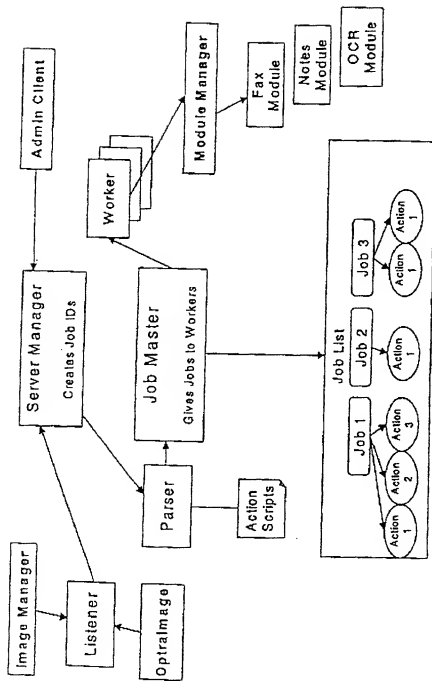 Image Manager
Listener
OptraImage
Server Manager
Creates Job IDs
Admin Client
Parser
Action
Scripts
Job Master
Gives Jobs to Workers
Worker
Module Manager
Fax
Module
Notes
Module
OCR
Module
Job List
Job 1
Action
1
Action
2
Action
3
Job 2
Action
1
Job 3
Action
1
Action
1